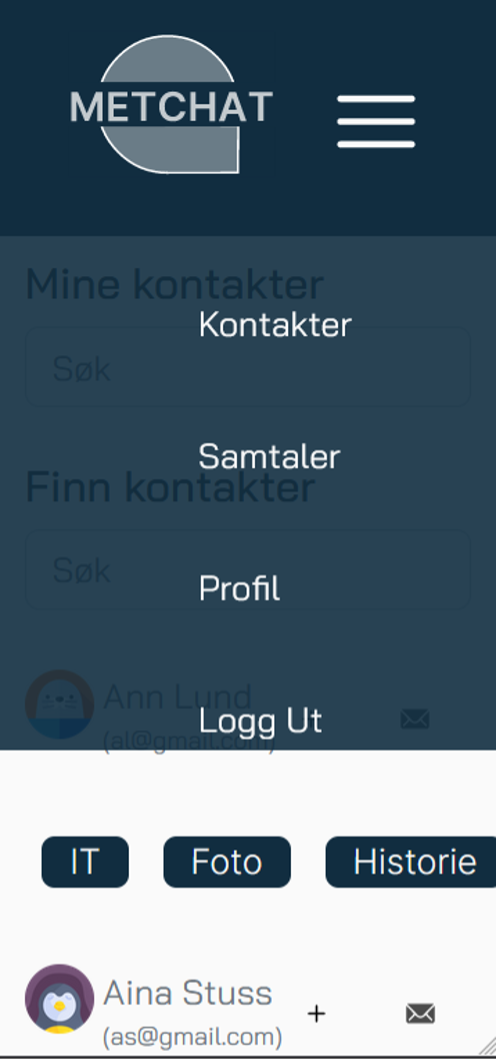 METCHAT
Mine kontakter
Kontakter
Søk
Samtaler
Finn kontakter
Søk
Profil
Ann Lund
Logg Ut
(al@gmail.com)
IT Foto Historie
Aina Stuss
+
(as@gmail.com)